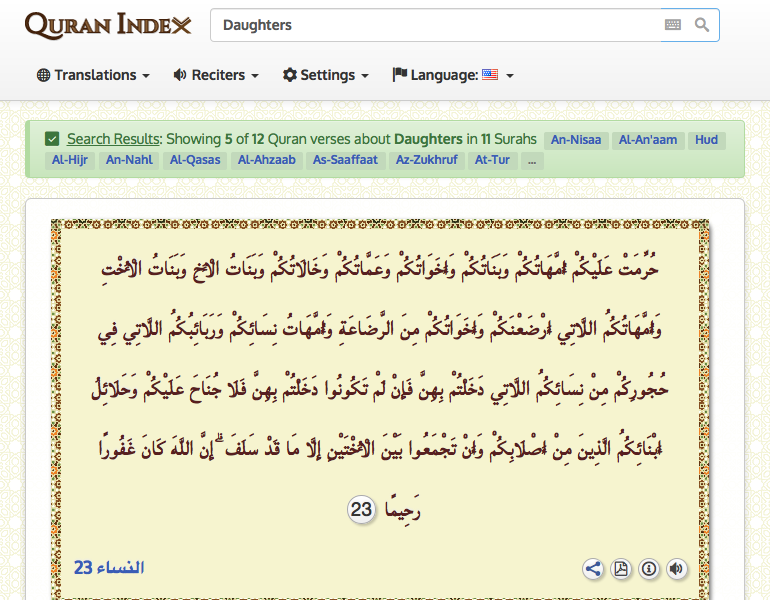 QURAN INDEX
Daughters
Translations Reciters Settings Language:
Search Results: Showing 5 of 12 Quran verses about Daughters in 11 Surahs An-Nisaa Al-An'aam Hud
Al-Hijr An-Nahl Al-Qasas Al-Ahzaab As-Saaffaat Az-Zukhruf At-Tur ...
حُرِّمَتْ عَلَيْكُمْ أُمَّهَاتُكُمْ وَبَنَاتُكُمْ وَأَخَوَاتُكُمْ وَعَمَّاتُكُمْ وَخَالَاتُكُمْ وَبَنَاتُ الْأَخِ وَبَنَاتُ الْأُخْتِ
وَأُمَّهَاتُكُمُ اللَّاتِي أَرْضَعْنَكُمْ وَأَخَوَاتُكُمْ مِنَ الرَّضَاعَةِ وَأُمَّهَاتُ نِسَائِكُمْ وَرَبَائِبُكُمُ اللَّاتِي فِي
حُجُورِكُمْ مِنْ نِسَائِكُمُ اللَّاتِي دَخَلْتُمْ بِهِنَّ فَإِنْ لَمْ تَكُونُوا دَخَلْتُمْ بِهِنَّ فَلَا جُنَاحَ عَلَيْكُمْ وَحَلَائِلُ
أَبْنَائِكُمُ الَّذِينَ مِنْ أَصْلَابِكُمْ وَأَنْ تَجْمَعُوا بَيْنَ الْأُخْتَيْنِ إِلَّا مَا قَدْ سَلَفَ ۗ إِنَّ اللَّهَ كَانَ غَفُورًا
رَحِيمًا 23
النساء 23